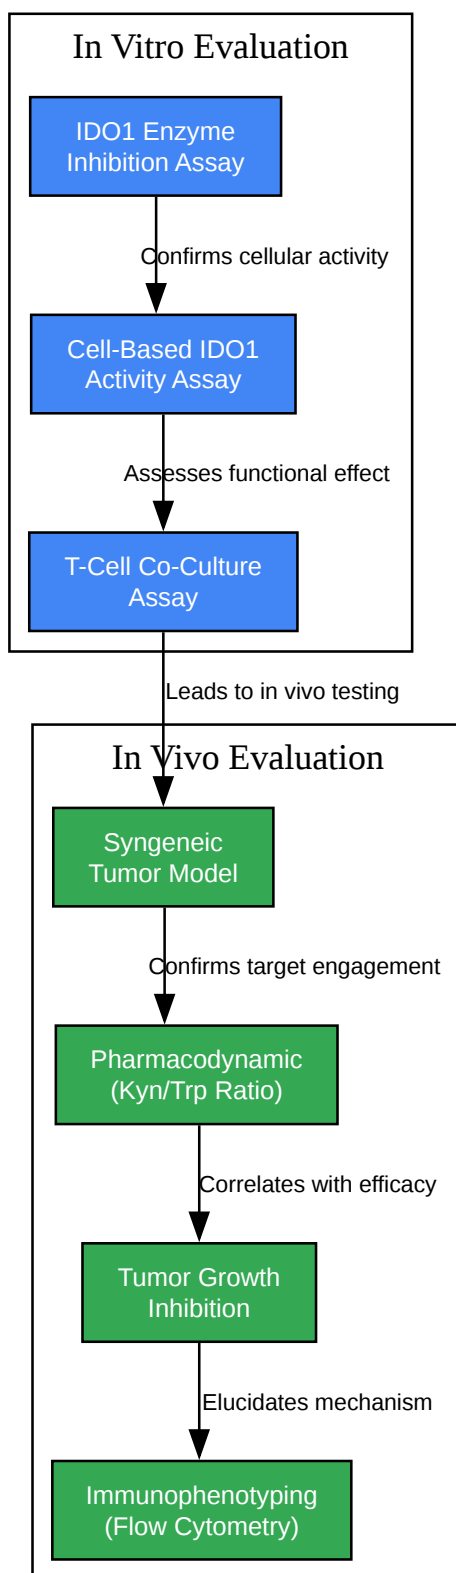 In Vitro Evaluation
IDO1 Enzyme
Inhibition Assay
Confirms cellular activity
Cell-Based IDO1
Activity Assay
Assesses functional effect
T-Cell Co-Culture
Assay
Leads to in vivo testing
In Vivo Evaluation
Syngeneic
Tumor Model
Confirms target engagement
Pharmacodynamic
(Kyn/Trp Ratio)
Correlates with efficacy
Tumor Growth
Inhibition
Elucidates mechanism
Immunophenotyping
(Flow Cytometry)